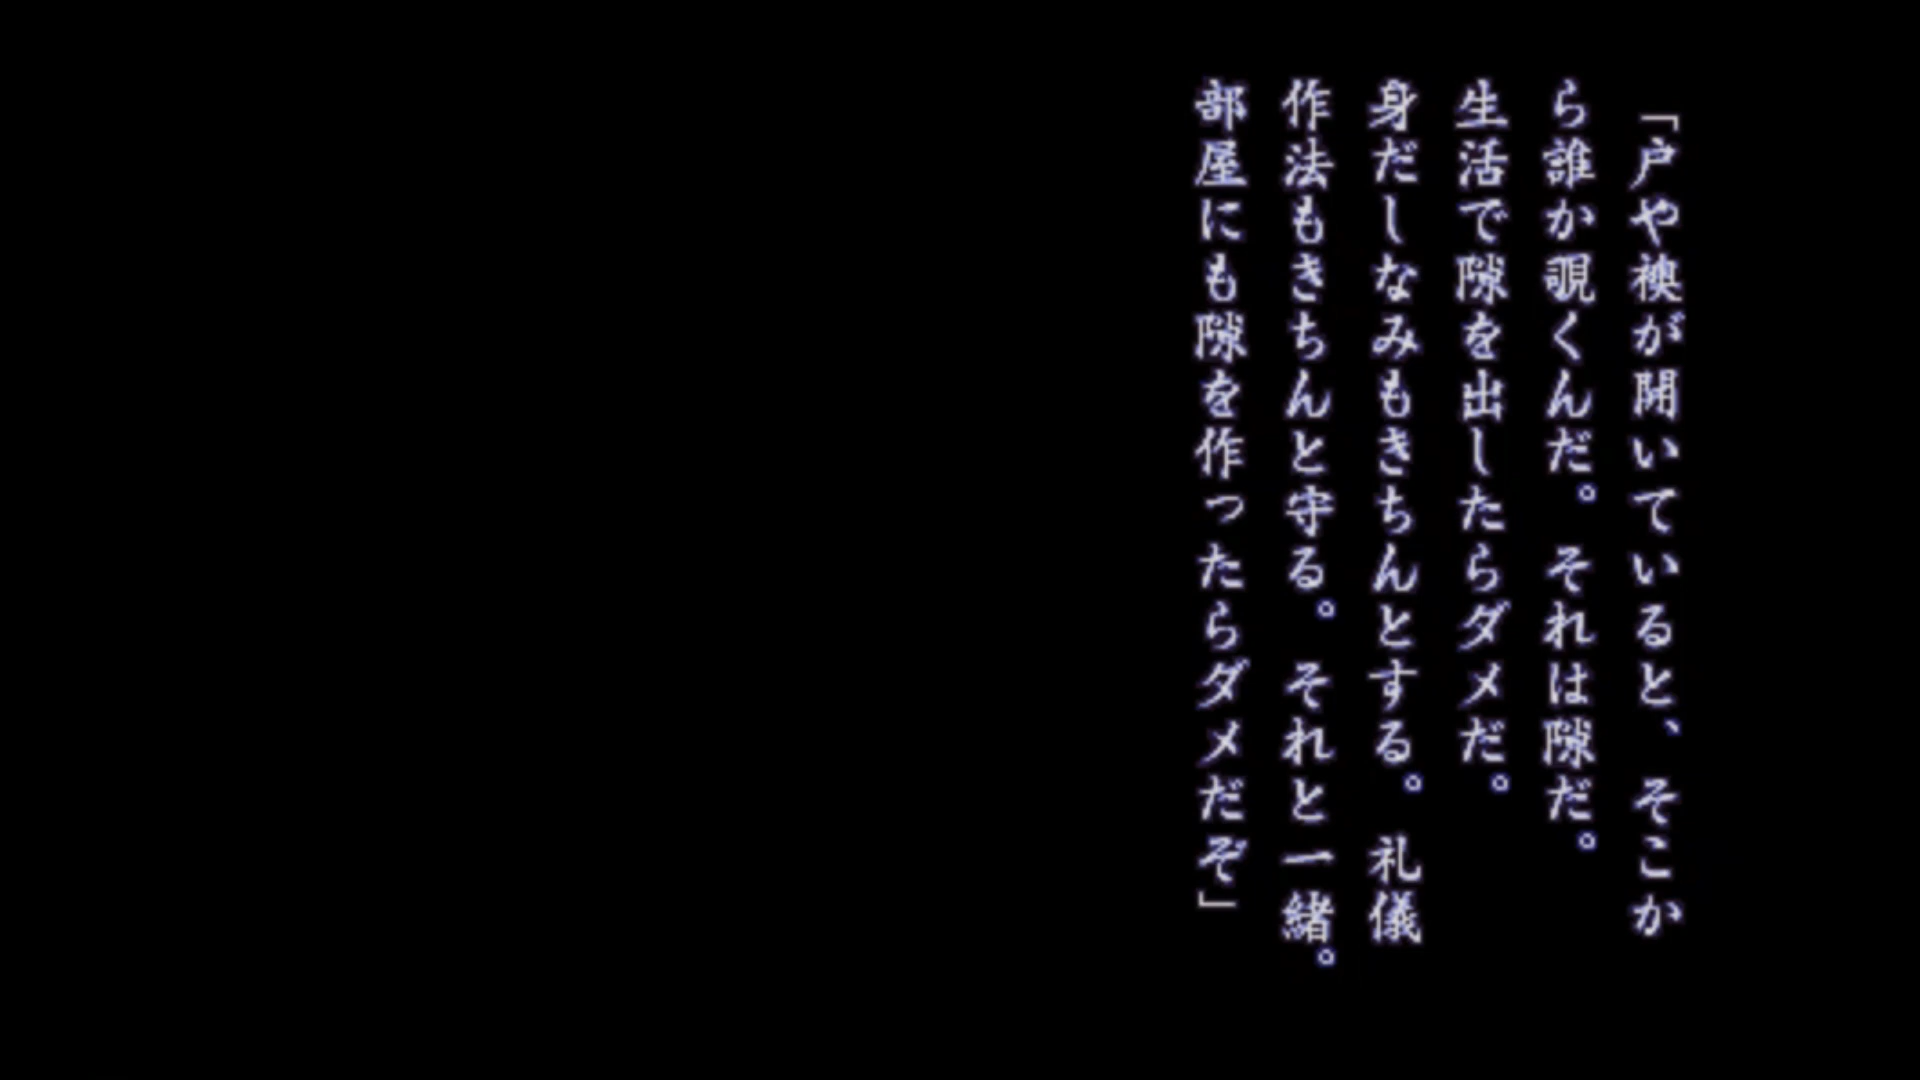 「戸や襖が開いていると、そこか
ら誰か覗くんだ。それは隙だ。
生活で隙を出したらダメだ。
身だしなみもきちんとする。礼儀
作法もきちんと守る。それと一緒。
部屋にも隙を作ったらダメだぞ」